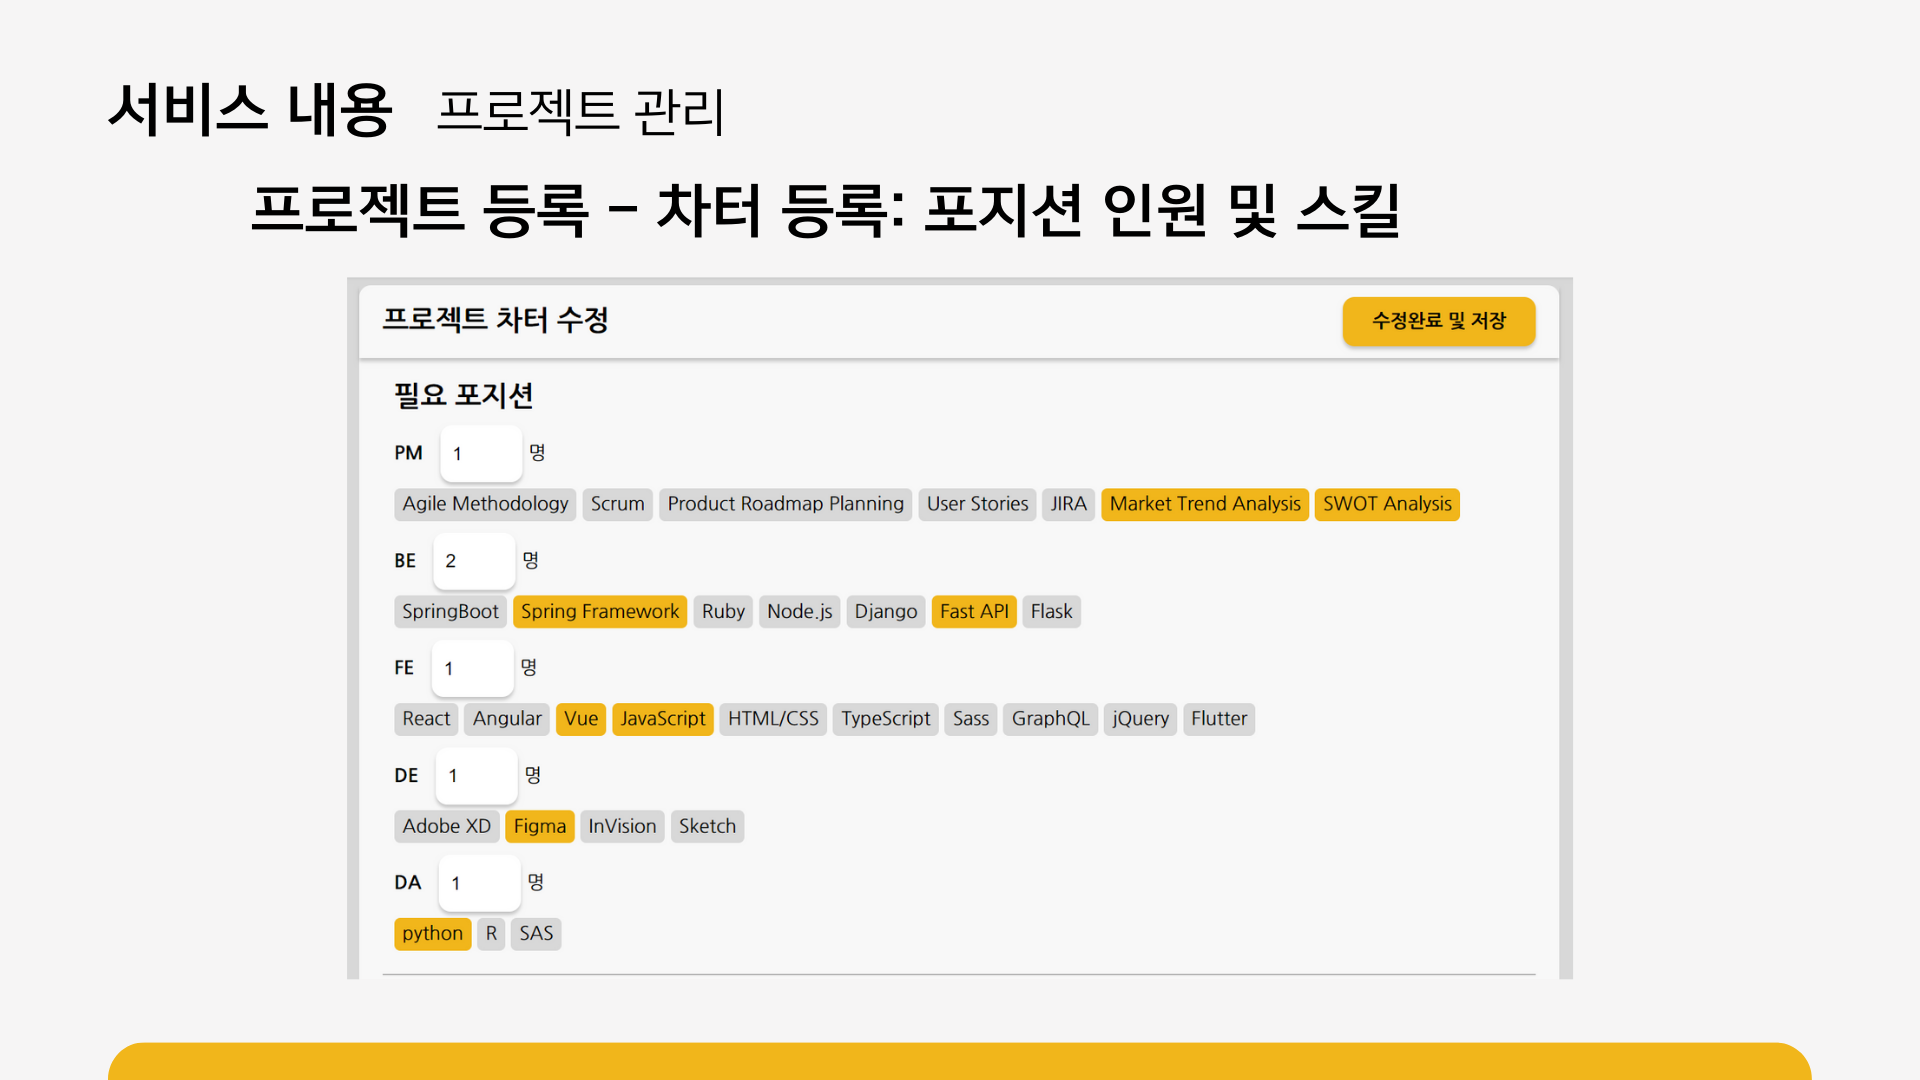 서비스 내용 프로젝트 관리
프로젝트 등록 - 차터 등록: 포지션 인원 및 스킬
프로젝트 차터 수정 수정완료 및 저장
필요 포지션
PM 1 명
Agile Methodology Scrum Product Roadmap Planning User Stories JIRA Market Trend Analysis SWOT Analysis
BE 2 명
SpringBoot Spring Framework Ruby Node.js Django Fast API Flask
FE 1 명
React Angular Vue JavaScript HTML/CSS TypeScript Sass GraphQL jQuery Flutter
DE 1 명
Adobe XD Figma InVision Sketch
DA 1 명
python R SAS